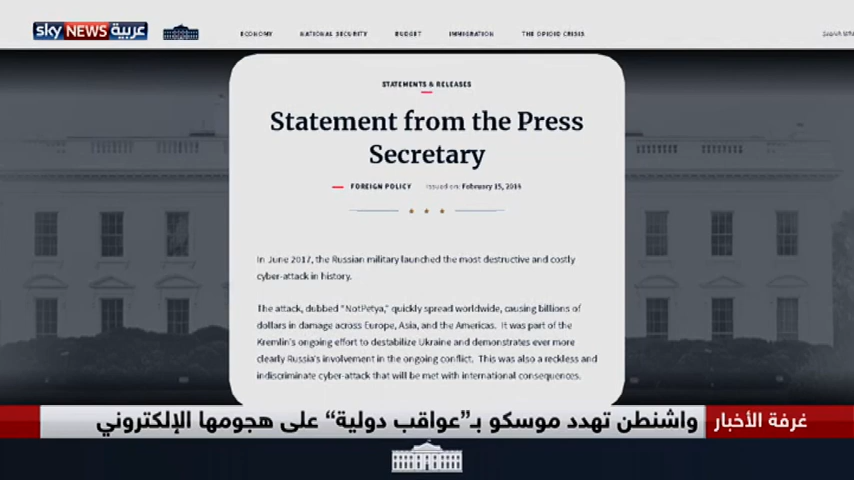 sky NEWS عربية
ECONOMY NATIONAL SECURITY BUDGET IMMIGRATION THE OPIOID CRISIS
STATEMENTS & RELEASES
Statement from the Press
Secretary
FOREIGN POLICY Issued on: February 15, 2018
In June 2017, the Russian military launched the most destructive and costly
cyber-attack in history.
The attack, dubbed “NotPetya,” quickly spread worldwide, causing billions of
dollars in damage across Europe, Asia, and the Americas. It was part of the
Kremlin's ongoing effort to destabilize Ukraine and demonstrates ever more
clearly Russia's involvement in the ongoing conflict. This was also a reckless and
indiscriminate cyber-attack that will be met with international consequences.
غرفة الأخبار واشنطن تهدد موسكو بـ”عواقب دولية“ على هجومها الإلكتروني